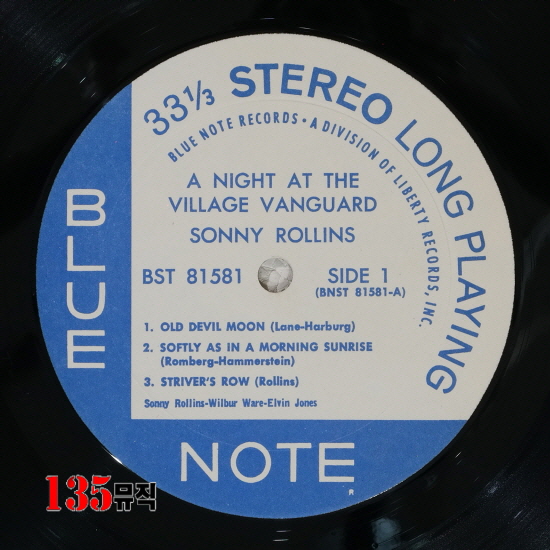 33 1/3 STEREO LONG PLAYING
BLUE NOTE RECORDS • A DIVISION OF LIBERTY RECORDS, INC.
A NIGHT AT THE
VILLAGE VANGUARD
SONNY ROLLINS
BST 81581
SIDE 1
(BNST 81581-A)
1. OLD DEVIL MOON (Lane-Harburg)
2. SOFTLY AS IN A MORNING SUNRISE
(Romberg-Hammerstein)
3. STRIVER'S ROW (Rollins)
Sonny Rollins-Wilbur Ware-Elvin Jones
BLUE
NOTE
R
135뮤직